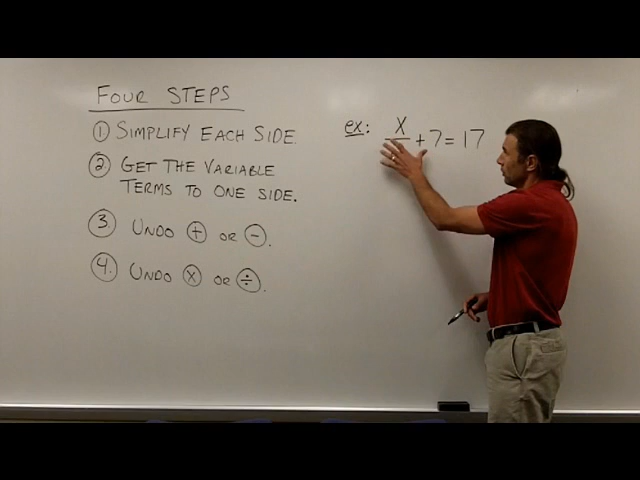 FOUR STEPS
① SIMPLIFY EACH SIDE.
② GET THE VARIABLE
TERMS TO ONE SIDE.
③. UNDO ⊕ OR ⊖.
④. UNDO ⓧ OR ➗.
ex: X
+ 7 = 17